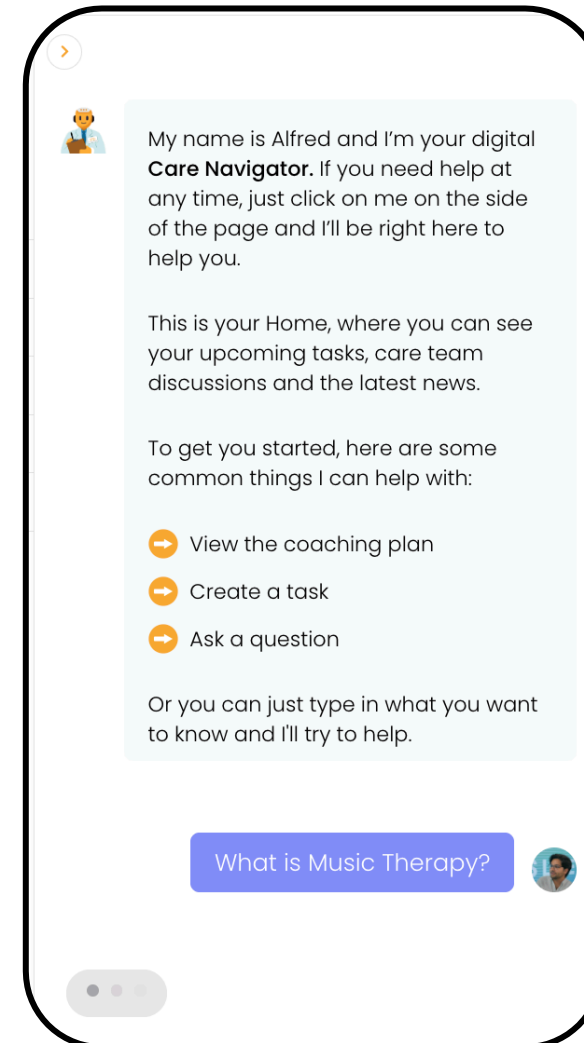 My name is Alfred and I’m your digital
Care Navigator. If you need help at
any time, just click on me on the side
of the page and I’ll be right here to
help you.
This is your Home, where you can see
your upcoming tasks, care team
discussions and the latest news.
To get you started, here are some
common things I can help with:
View the coaching plan
Create a task
Ask a question
Or you can just type in what you want
to know and I'll try to help.
What is Music Therapy?